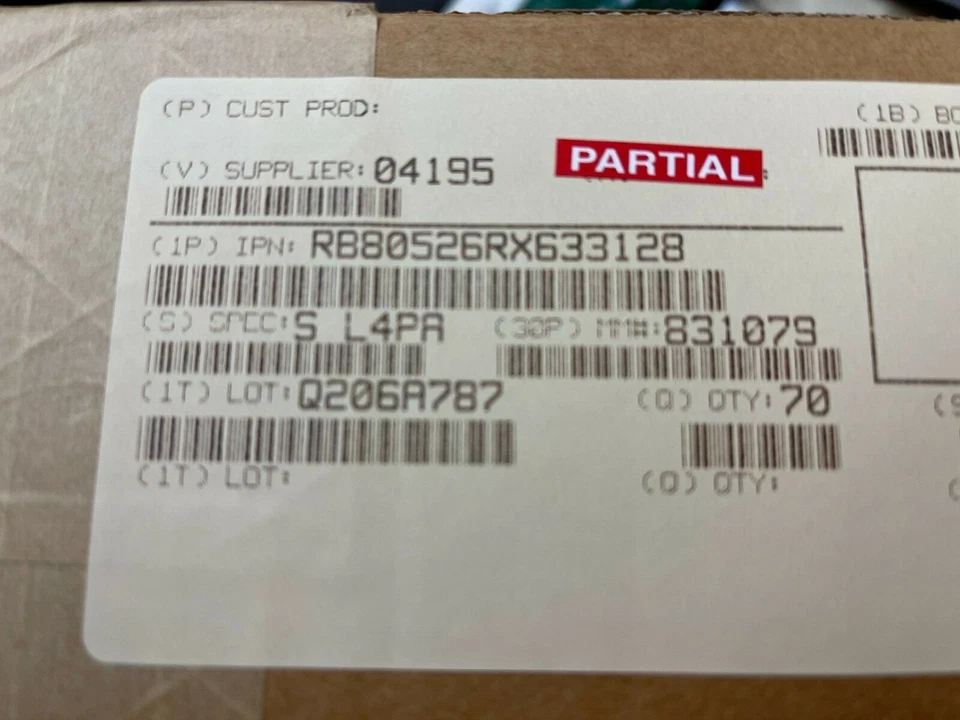 (P) CUST PROD:
(1B) BO
(V) SUPPLIER: 04195
PARTIAL
(1P) IPN: RB80526RX633128
(S) SPEC: S L4PA
(30P) MM#: 831079
(1T) LOT: Q206A787
(Q) QTY: 70
(S
(1T) LOT:
(Q) QTY: